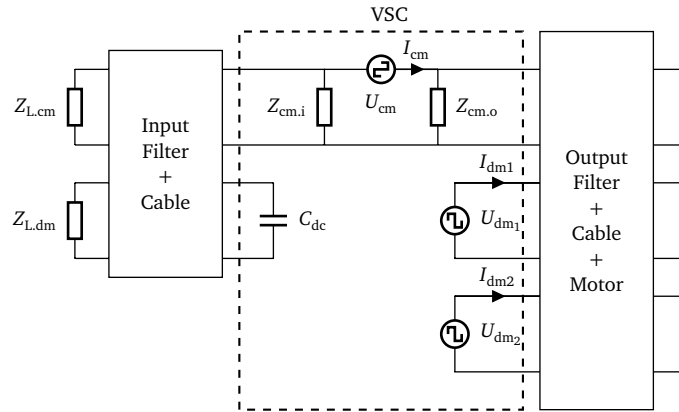 VSC
I_cm
Z_L.cm
Z_cm.i
U_cm
Z_cm.o
Input
Filter
+
Cable
Output
Filter
+
Cable
+
Motor
I_dm1
Z_L.dm
C_dc
U_dm1
I_dm2
U_dm2